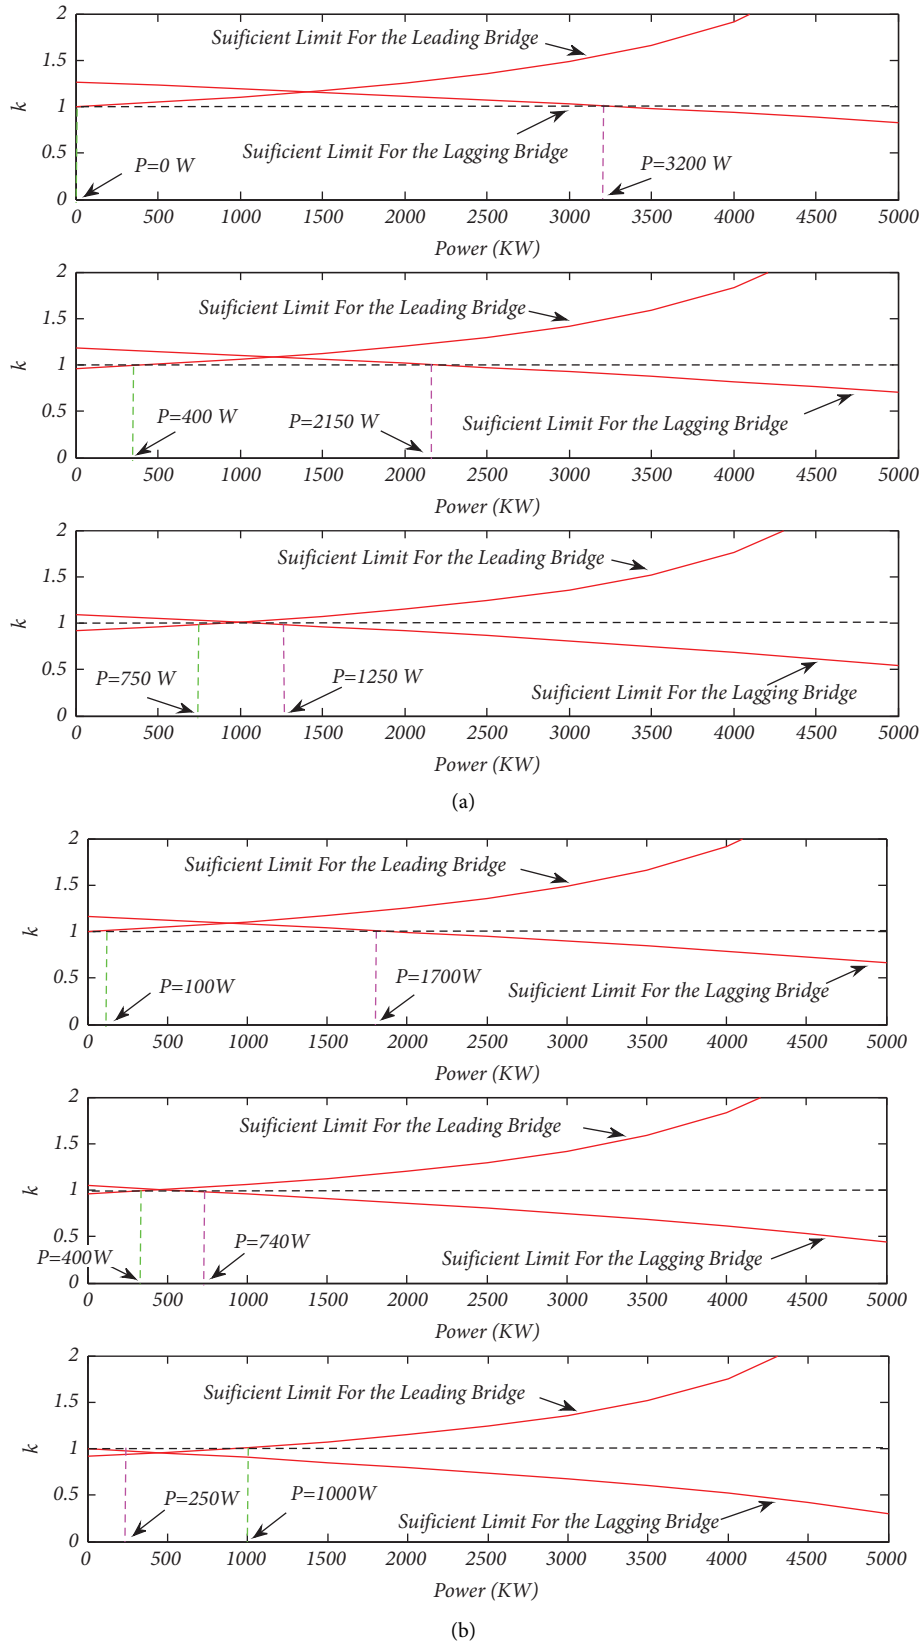 2
Suificient Limit For the Leading Bridge
1.5
k
1
Suificient Limit For the Lagging Bridge
0.5
P=0 W
P=3200 W
0
0 500 1000 1500 2000 2500 3000 3500 4000 4500 5000
Power (KW)
2
Suificient Limit For the Leading Bridge
1.5
k
1
0.5
P=400 W
P=2150 W
Suificient Limit For the Lagging Bridge
0
0 500 1000 1500 2000 2500 3000 3500 4000 4500 5000
Power (KW)
2
Suificient Limit For the Leading Bridge
1.5
k
1
0.5
P=750 W
P=1250 W
Suificient Limit For the Lagging Bridge
0
0 500 1000 1500 2000 2500 3000 3500 4000 4500 5000
Power (KW)
(a)
2
Suificient Limit For the Leading Bridge
1.5
k
1
0.5
P=100W
P=1700W
Suificient Limit For the Lagging Bridge
0
0 500 1000 1500 2000 2500 3000 3500 4000 4500 5000
Power (KW)
2
Suificient Limit For the Leading Bridge
1.5
k
1
0.5
P=400W
P=740W
Suificient Limit For the Lagging Bridge
0
0 500 1000 1500 2000 2500 3000 3500 4000 4500 5000
Power (KW)
2
Suificient Limit For the Leading Bridge
1.5
k
1
0.5
P=250W
P=1000W
Suificient Limit For the Lagging Bridge
0
0 500 1000 1500 2000 2500 3000 3500 4000 4500 5000
Power (KW)
(b)